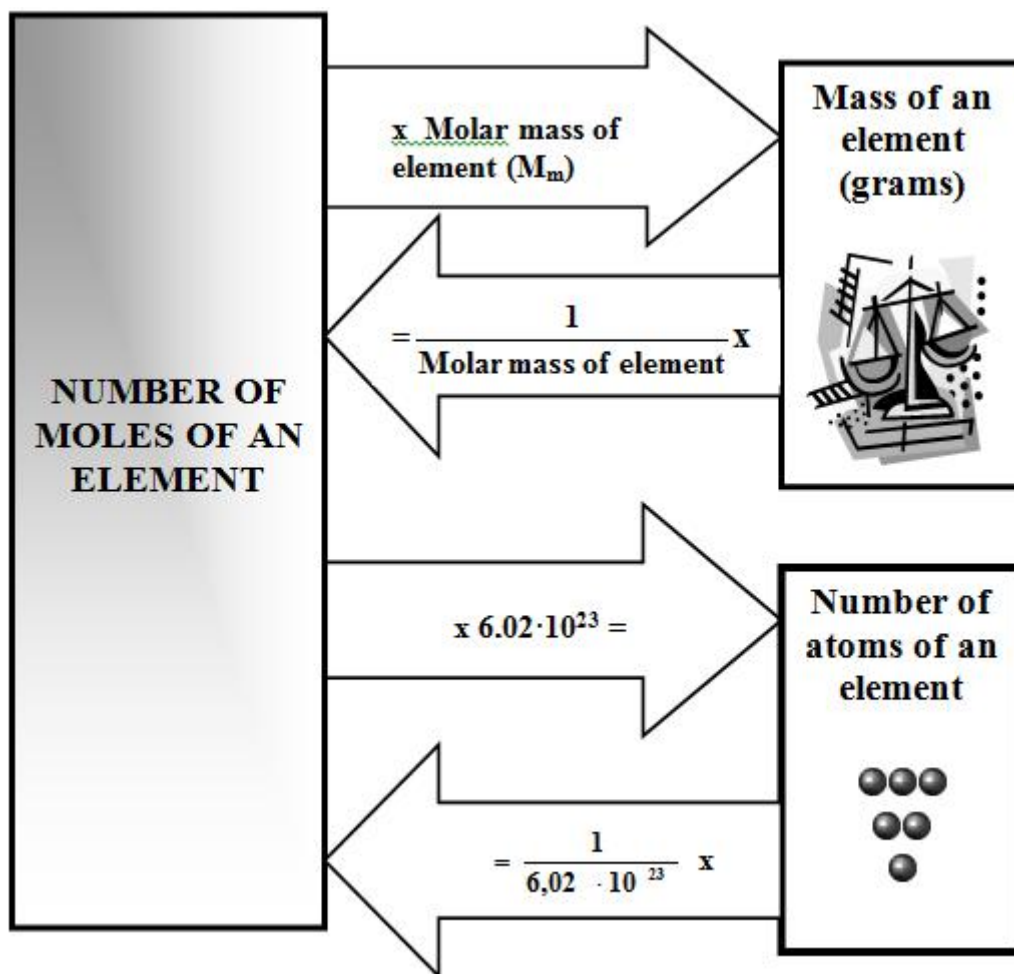 NUMBER OF
MOLES OF AN
ELEMENT
x Molar mass of
element (Mₘ)
Mass of an
element
(grams)
= 1
Molar mass of element x
x 6.02·10²³ =
Number of
atoms of an
element
= 1
6,02 · 10 ²³ x